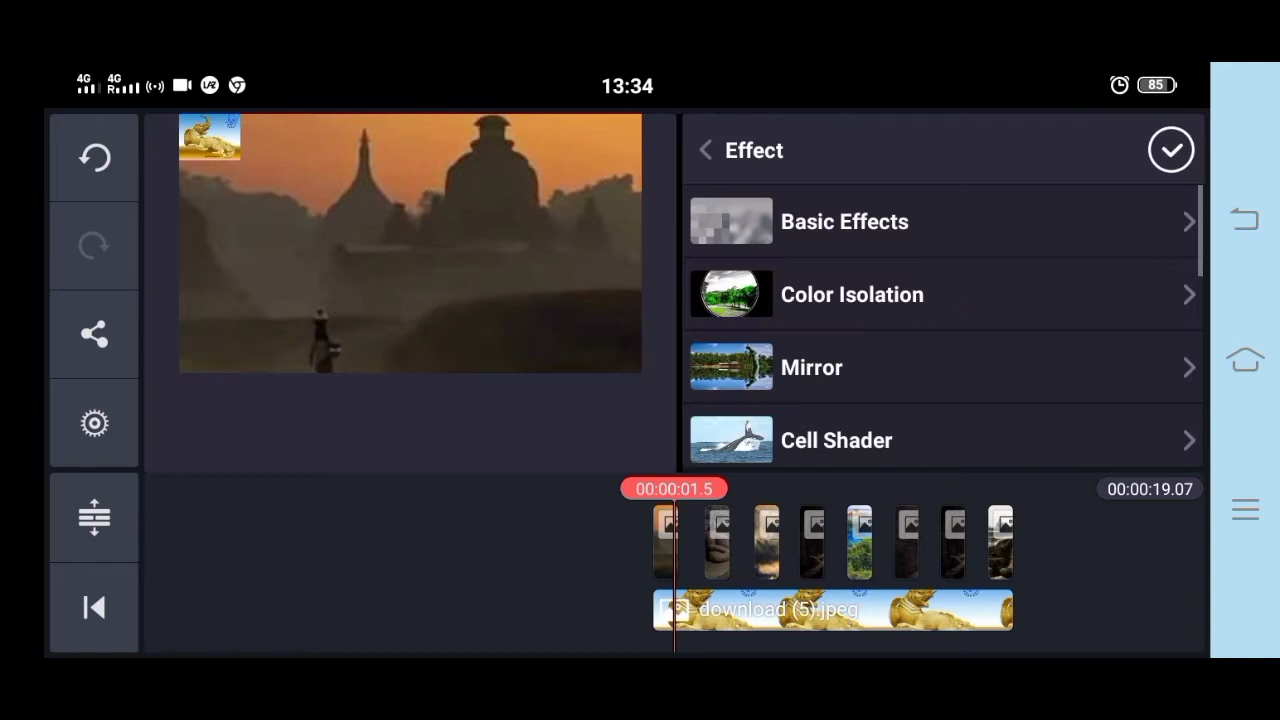 4G 4G
R
LAZ
13:34
85
Effect
Basic Effects
Color Isolation
Mirror
Cell Shader
00:00:01.5
00:00:19.07
download (5).jpeg